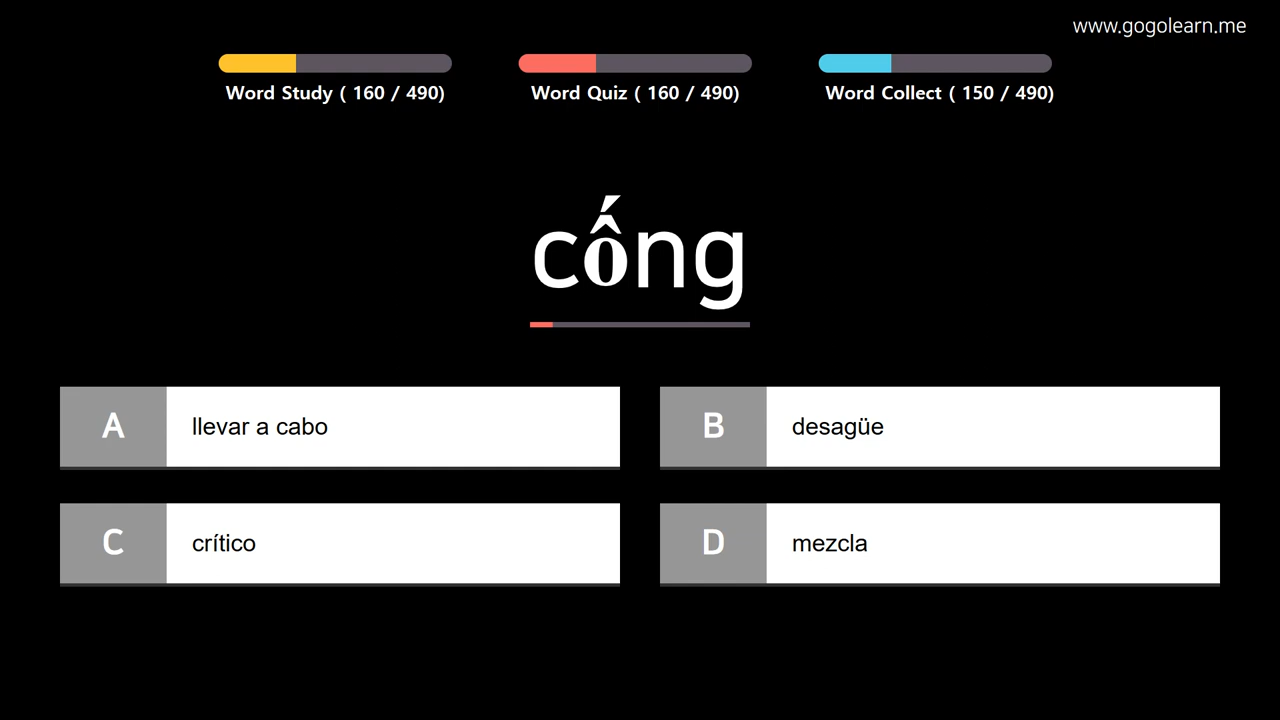 www.gogolearn.me
Word Study ( 160 / 490)
Word Quiz ( 160 / 490)
Word Collect ( 150 / 490)
cống
A llevar a cabo
B desagüe
C crítico
D mezcla